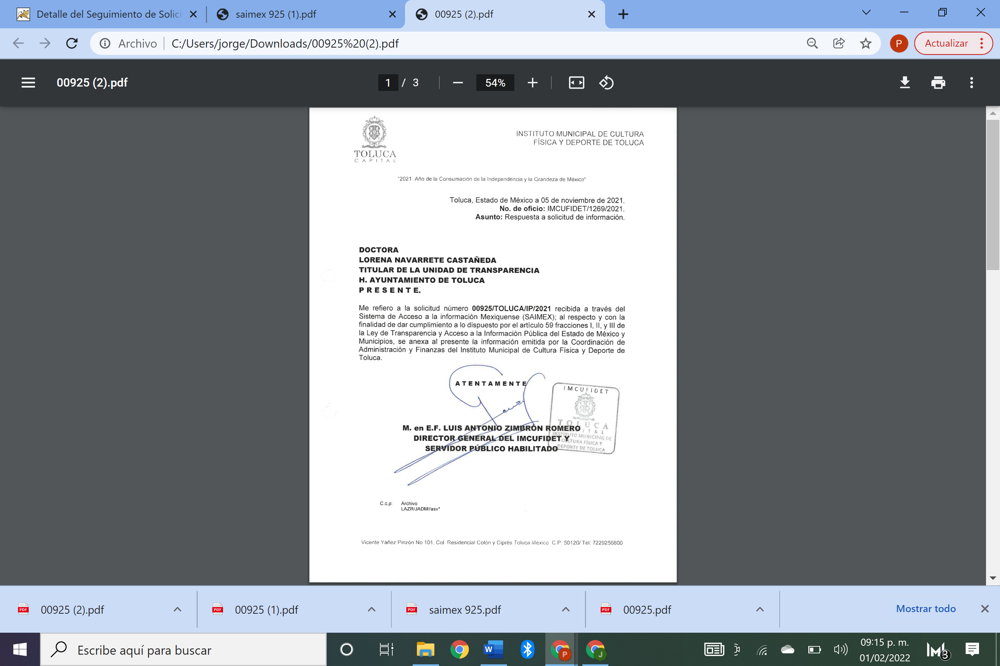 Detalle del Seguimiento de Solici
saimex 925 (1).pdf
00925 (2).pdf
Archivo
C:/Users/jorge/Downloads/00925%20(2).pdf
P
Actualizar
00925 (2).pdf
1 / 3
54%
TOLUCA
CAPITAL
INSTITUTO MUNICIPAL DE CULTURA
FÍSICA Y DEPORTE DE TOLUCA
"2021. Año de la Consumación de la Independencia y la Grandeza de México"
Toluca, Estado de México a 05 de noviembre de 2021.
No. de oficio: IMCUFIDET/1269/2021.
Asunto: Respuesta a solicitud de información.
DOCTORA
LORENA NAVARRETE CASTAÑEDA
TITULAR DE LA UNIDAD DE TRANSPARENCIA
H. AYUNTAMIENTO DE TOLUCA
P R E S E N T E.
Me refiero a la solicitud número 00925/TOLUCA/IP/2021 recibida a través del
Sistema de Acceso a la información Mexiquense (SAIMEX); al respecto y con la
finalidad de dar cumplimiento a lo dispuesto por el artículo 59 fracciones I, II, y III de
la Ley de Transparencia y Acceso a la Información Pública del Estado de México y
Municipios, se anexa al presente la información emitida por la Coordinación de
Administración y Finanzas del Instituto Municipal de Cultura Física y Deporte de
Toluca.
A T E N T A M E N T E
IMCUFIDET
TOLUCA
CAPITAL
INSTITUTO MUNICIPAL DE
CULTURA FÍSICA Y
DEPORTE DE TOLUCA
M. en E.F. LUIS ANTONIO ZIMBRÓN ROMERO
DIRECTOR GENERAL DEL IMCUFIDET Y
SERVIDOR PÚBLICO HABILITADO
C.c.p: Archivo
LAZR/JADM//asv*
Vicente Yáñez Pinzón No 101, Col. Residencial Colón y Ciprés Toluca México C.P. 50120/ Tel: 7229256800
00925 (2).pdf
00925 (1).pdf
saimex 925.pdf
00925.pdf
Mostrar todo
Escribe aquí para buscar
09:15 p. m.
01/02/2022
3